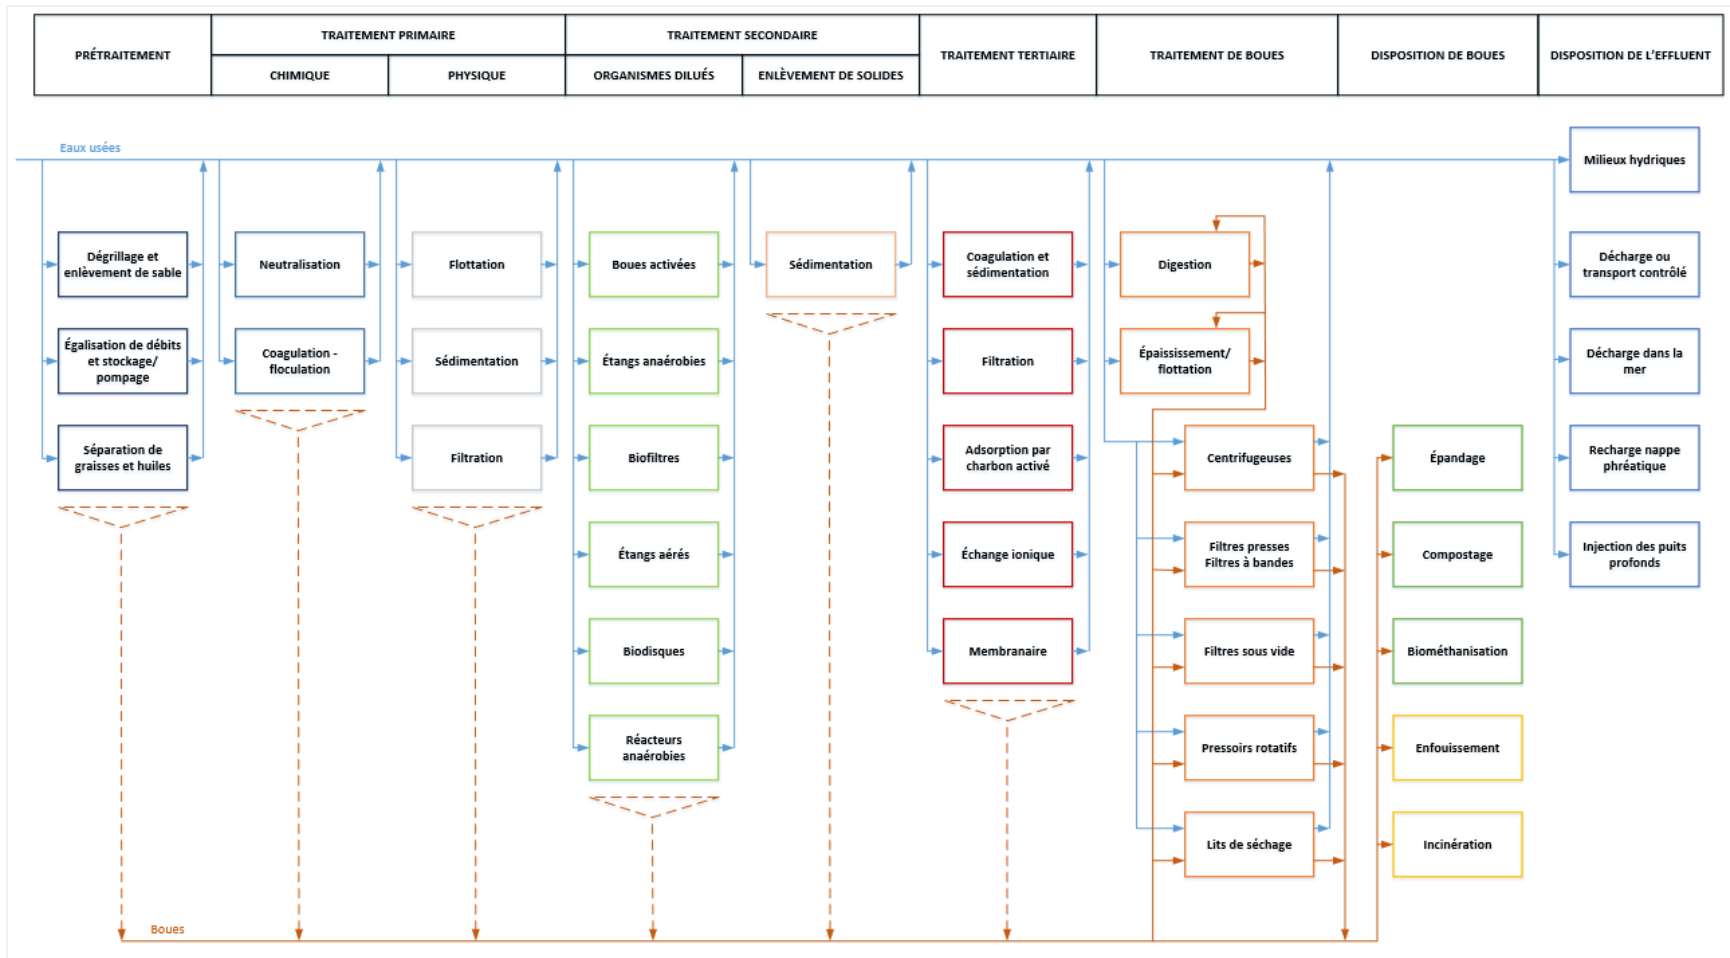 PRÉTRAITEMENT
TRAITEMENT PRIMAIRE
CHIMIQUE
PHYSIQUE
TRAITEMENT SECONDAIRE
ORGANISMES DILUÉS
ENLÈVEMENT DE SOLIDES
TRAITEMENT TERTIAIRE
TRAITEMENT DE BOUES
DISPOSITION DE BOUES
DISPOSITION DE L'EFFLUENT
Eaux usées
Dégrillage et
enlèvement de sable
Égalisation de débits
et stockage/
pompage
Séparation de
graisses et huiles
Neutralisation
Coagulation -
floculation
Flottation
Sédimentation
Filtration
Boues activées
Étangs anaérobies
Biofiltres
Étangs aérés
Biodisques
Réacteurs
anaérobies
Sédimentation
Coagulation et
sédimentation
Filtration
Adsorption par
charbon activé
Échange ionique
Membranaire
Digestion
Épaississement/
flottation
Centrifugeuses
Filtres presses
Filtres à bandes
Filtres sous vide
Pressoirs rotatifs
Lits de séchage
Épandage
Compostage
Biométhanisation
Enfouissement
Incinération
Milieux hydriques
Décharge ou
transport contrôlé
Décharge dans la
mer
Recharge nappe
phréatique
Injection des puits
profonds
Boues